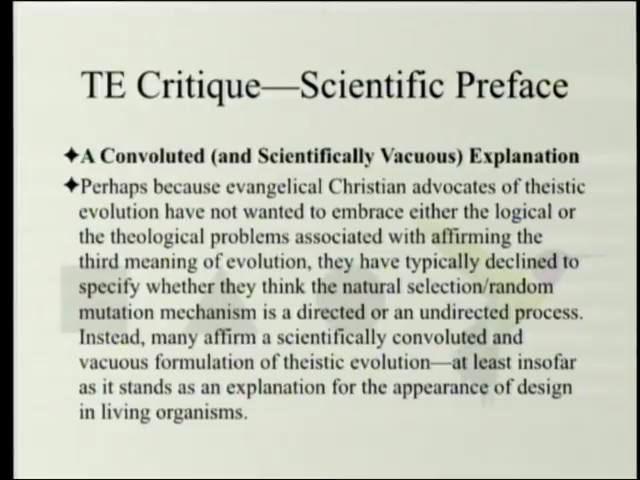 TE Critique—Scientific Preface
✦A Convoluted (and Scientifically Vacuous) Explanation
✦Perhaps because evangelical Christian advocates of theistic
evolution have not wanted to embrace either the logical or
the theological problems associated with affirming the
third meaning of evolution, they have typically declined to
specify whether they think the natural selection/random
mutation mechanism is a directed or an undirected process.
Instead, many affirm a scientifically convoluted and
vacuous formulation of theistic evolution—at least insofar
as it stands as an explanation for the appearance of design
in living organisms.